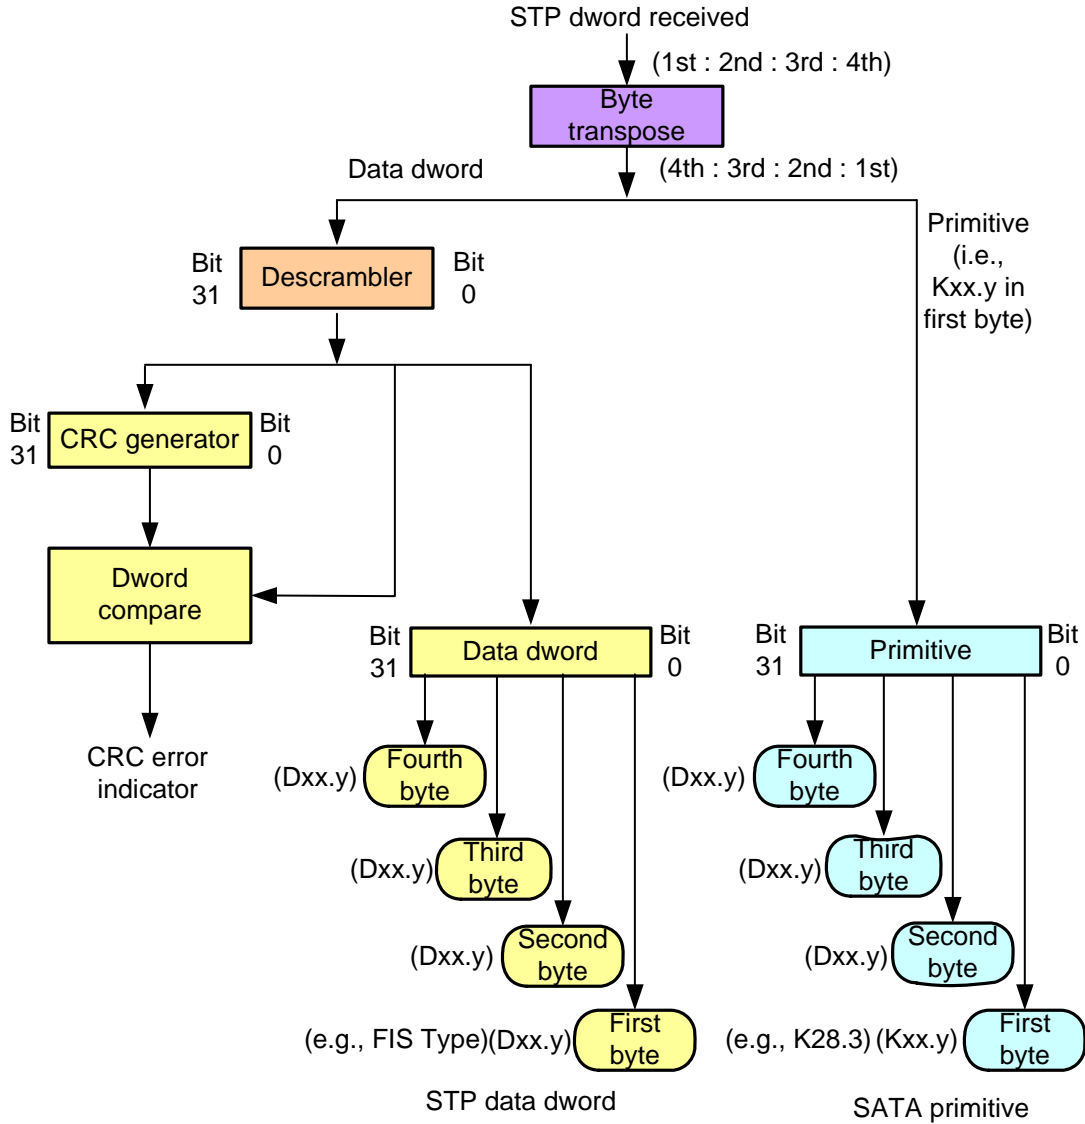 STP dword received
(1st : 2nd : 3rd : 4th)
Byte
transpose
(4th : 3rd : 2nd : 1st)
Data dword
Primitive
(i.e.,
Kxx.y in
first byte)
Bit
31
Descrambler
Bit
0
Bit
31
CRC generator
Bit
0
Dword
compare
CRC error
indicator
Bit
31
Data dword
Bit
0
Bit
31
Primitive
Bit
0
(Dxx.y)
Fourth
byte
(Dxx.y)
Third
byte
(Dxx.y)
Second
byte
(e.g., FIS Type)(Dxx.y)
First
byte
STP data dword
(Dxx.y)
Fourth
byte
(Dxx.y)
Third
byte
(Dxx.y)
Second
byte
(e.g., K28.3) (Kxx.y)
First
byte
SATA primitive